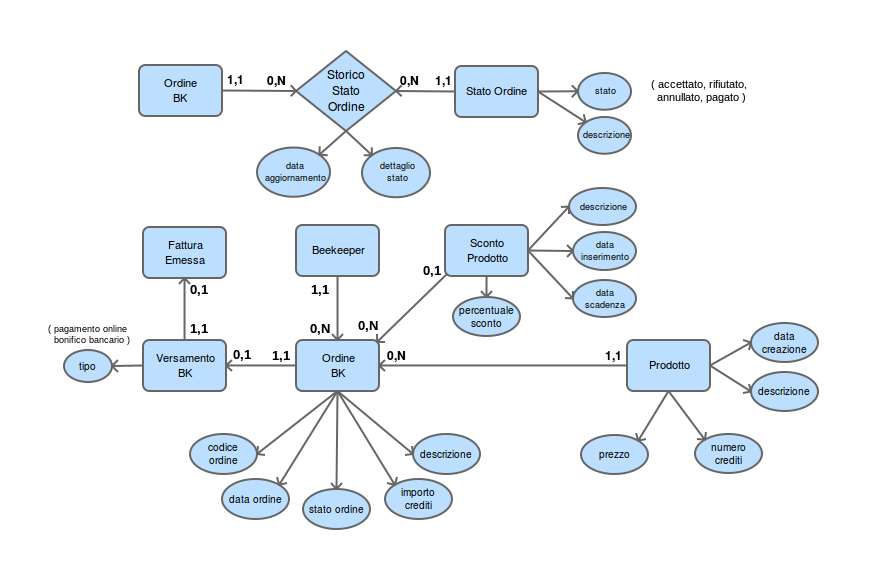 Ordine
BK
1,1
0,N
Storico
Stato
Ordine
0,N
1,1
Stato Ordine
stato
( accettato, rifiutato,
annullato, pagato )
descrizione
data
aggiornamento
dettaglio
stato
Fattura
Emessa
Beekeeper
Sconto
Prodotto
descrizione
data
inserimento
data
scadenza
0,1
1,1
0,1
percentuale
sconto
( pagamento online
bonifico bancario )
1,1
0,N
0,N
tipo
Versamento
BK
0,1
1,1
Ordine
BK
0,N
1,1
Prodotto
data
creazione
descrizione
codice
ordine
descrizione
prezzo
numero
crediti
data ordine
stato ordine
importo
crediti